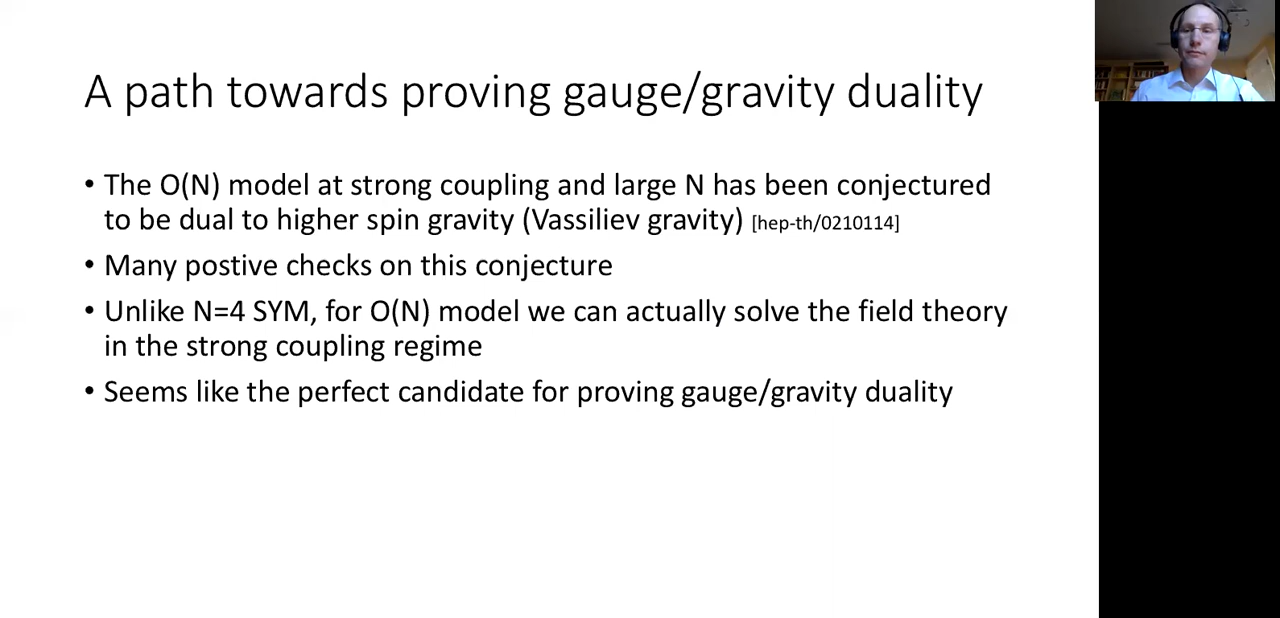 A path towards proving gauge/gravity duality
• The O(N) model at strong coupling and large N has been conjectured
to be dual to higher spin gravity (Vassiliev gravity) [hep-th/0210114]
• Many postive checks on this conjecture
• Unlike N=4 SYM, for O(N) model we can actually solve the field theory
in the strong coupling regime
• Seems like the perfect candidate for proving gauge/gravity duality